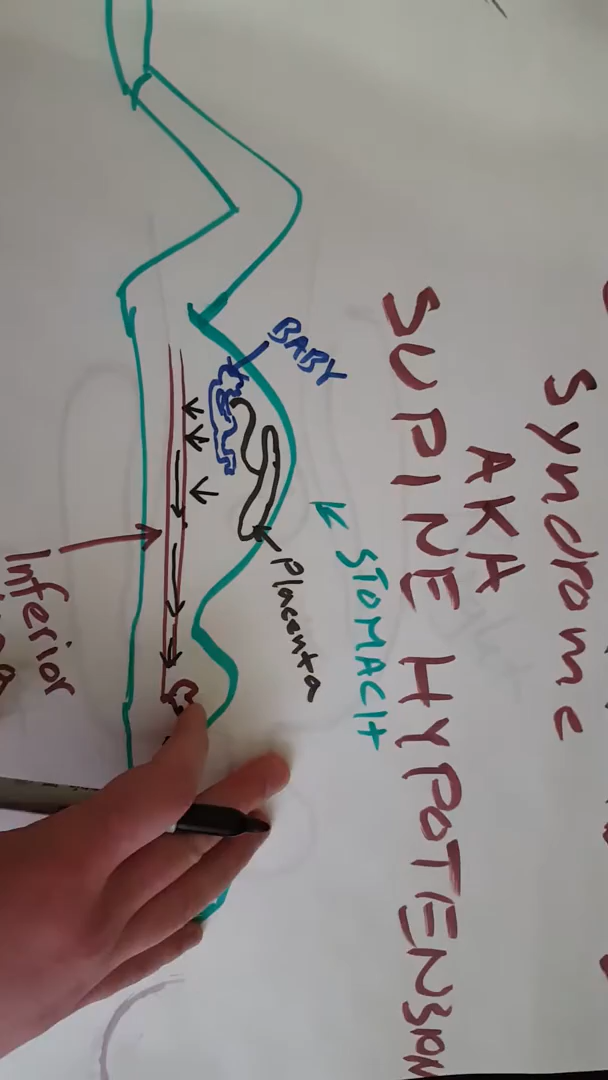 Syndrome
AKA
SUPINE HYPOTENSION
STOMACH
BABY
Placenta
Inferior